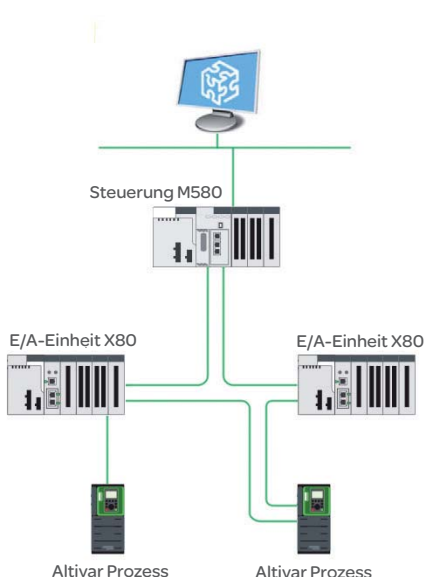 Steuerung M580
E/A-Einheit X80
E/A-Einheit X80
Altivar Prozess
Altivar Prozess